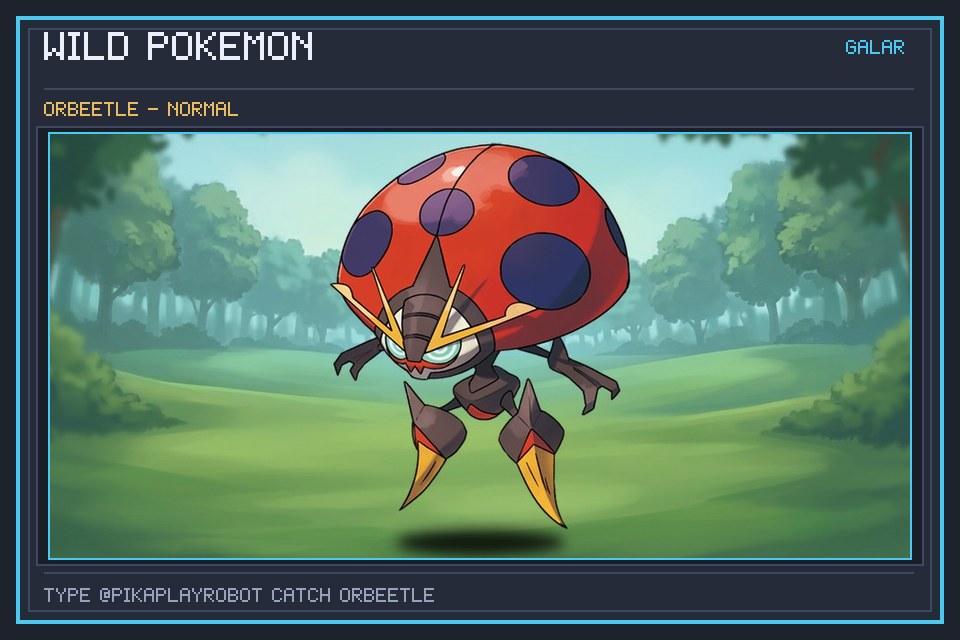 WILD POKEMON
GALAR
ORBEETLE - NORMAL
TYPE @PIKAPLAYROBOT CATCH ORBEETLE